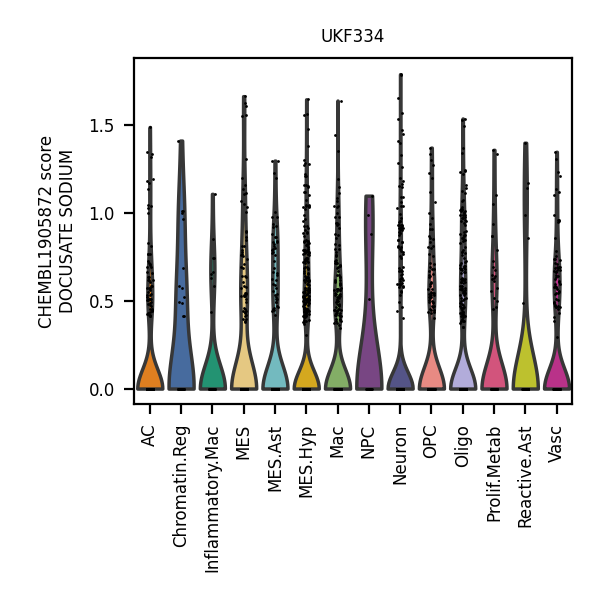 UKF334
CHEMBL1905872 score
DOCUSATE SODIUM
1.5
1.0
0.5
0.0
AC
Chromatin.Reg
Inflammatory.Mac
MES
MES.Ast
MES.Hyp
Mac
NPC
Neuron
OPC
Oligo
Prolif.Metab
Reactive.Ast
Vasc